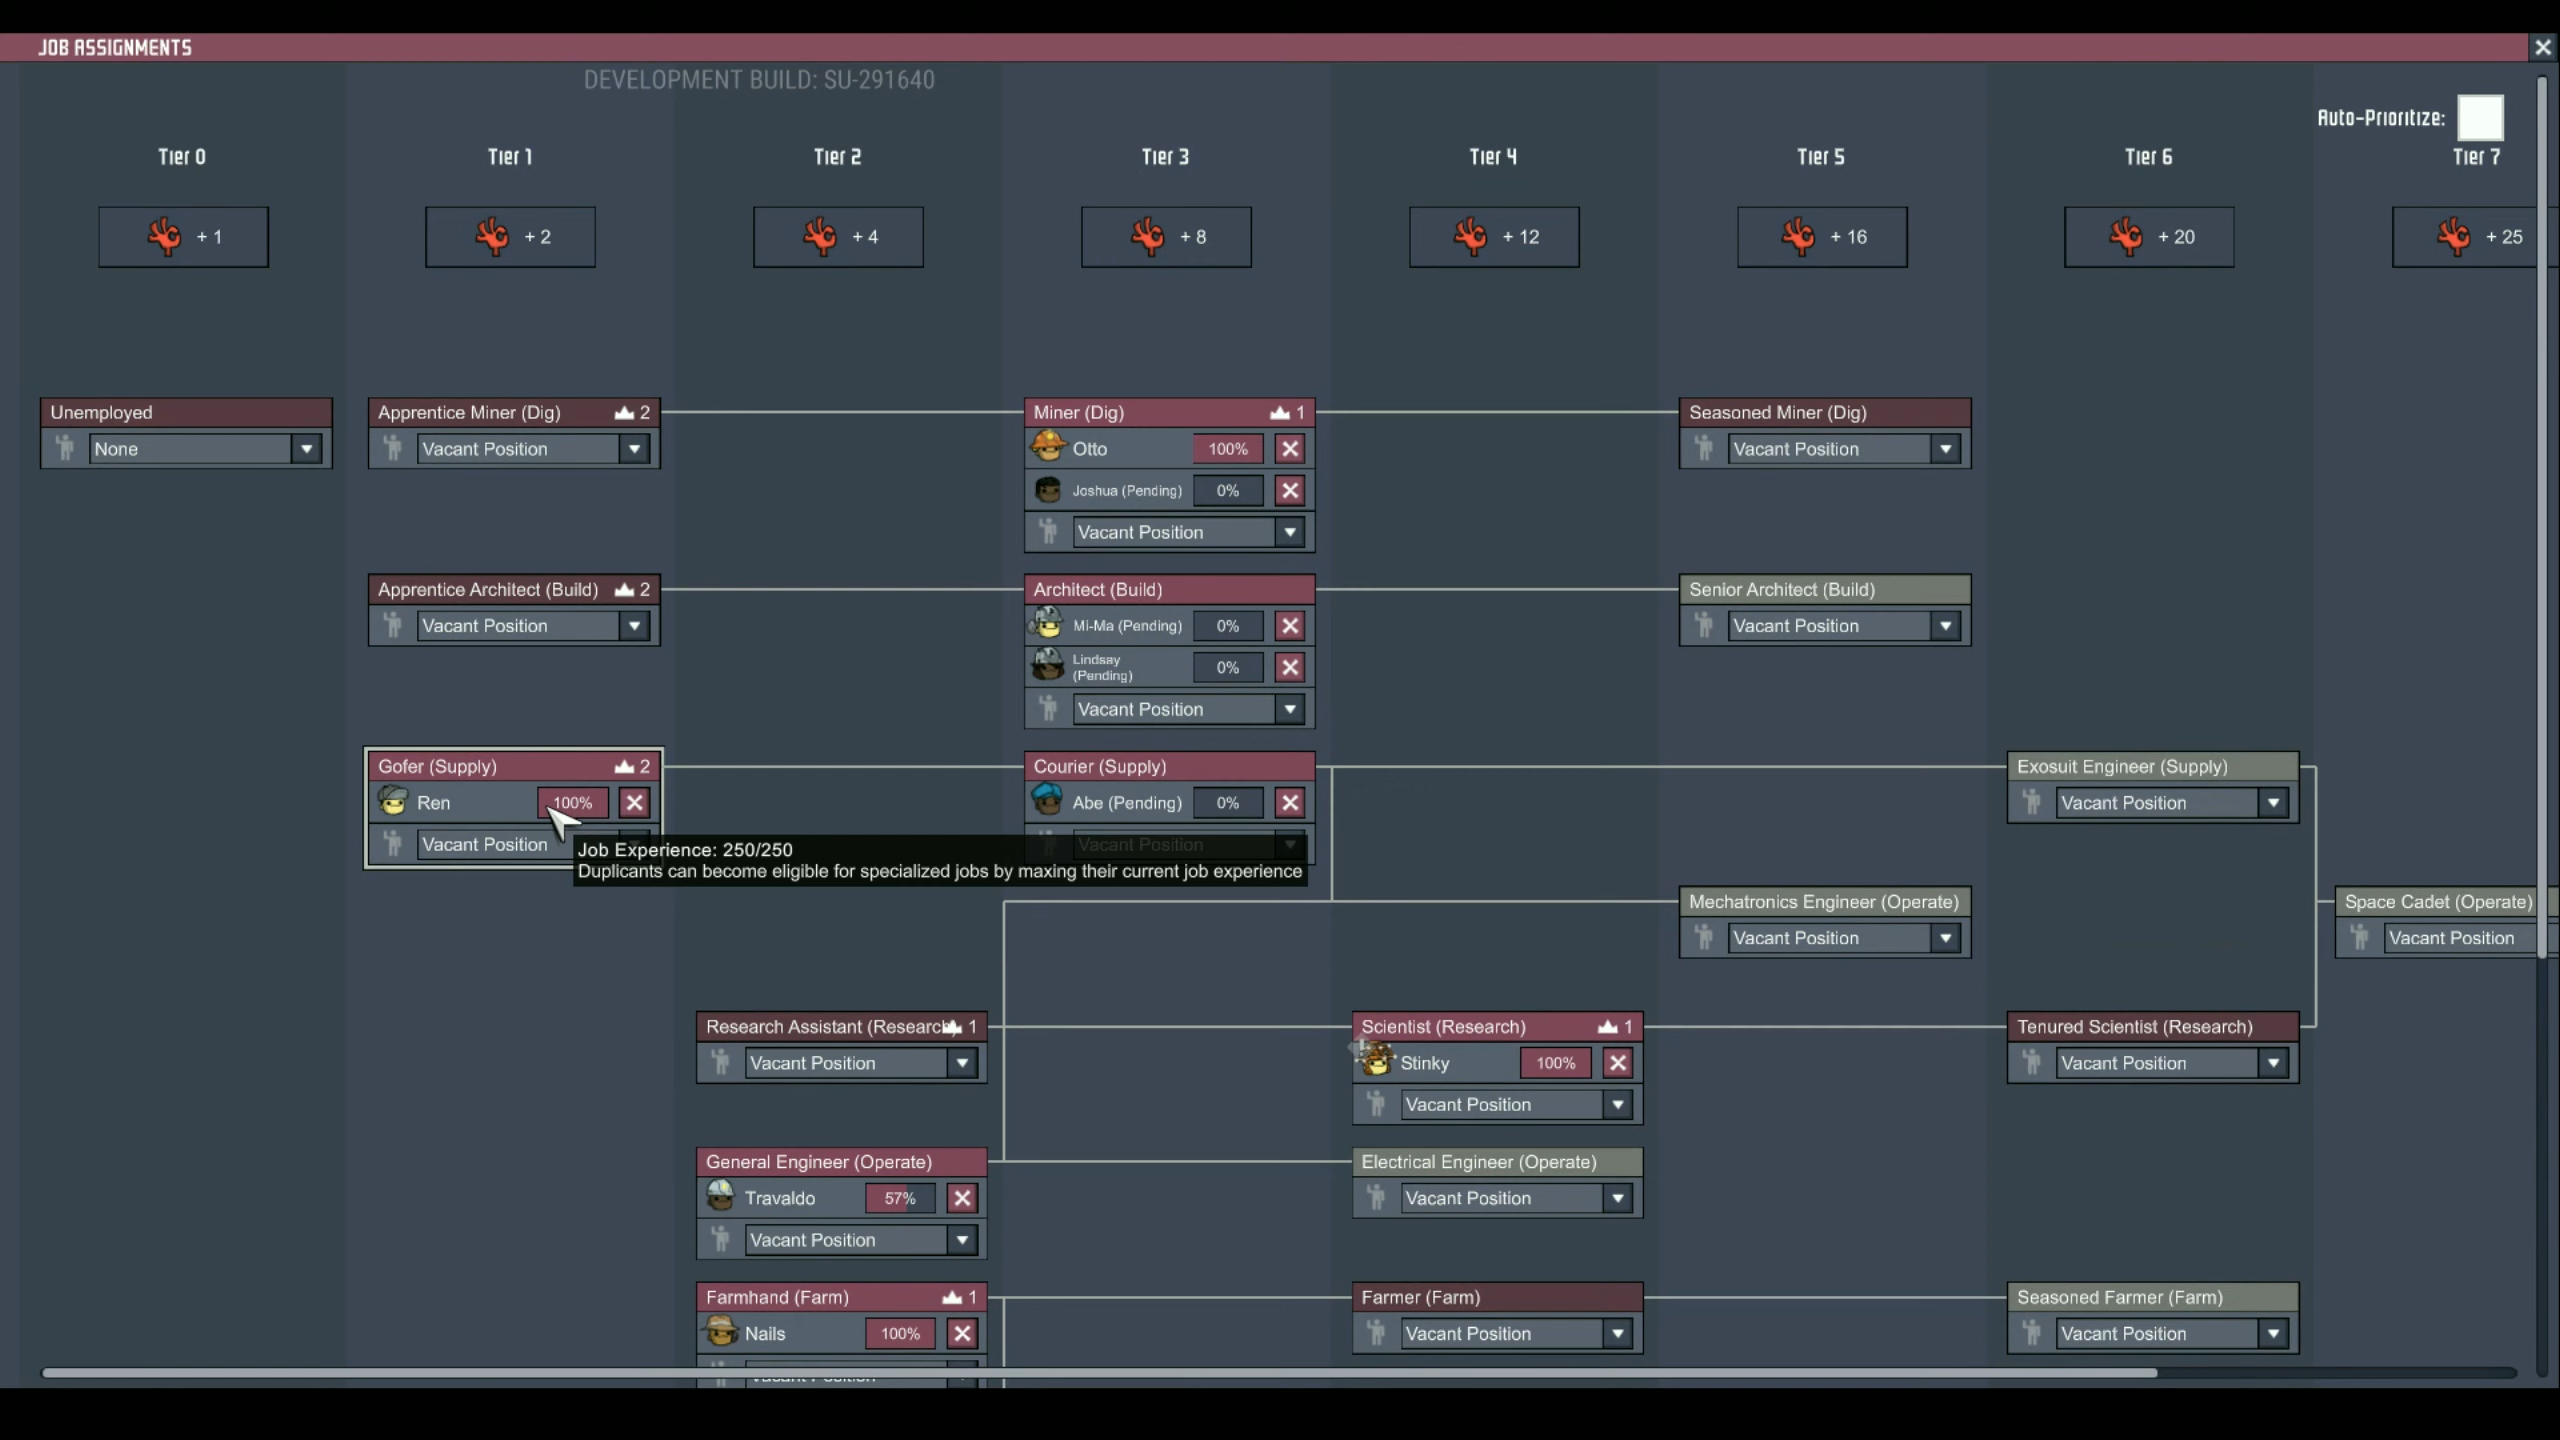 JOB ASSIGNMENTS
DEVELOPMENT BUILD: SU-291640
Auto-Prioritize:
Tier 0 Tier 1 Tier 2 Tier 3 Tier 4 Tier 5 Tier 6 Tier 7
+ 1 + 2 + 4 + 8 + 12 + 16 + 20 + 25
Unemployed Apprentice Miner (Dig) 2 Miner (Dig) 1 Seasoned Miner (Dig)
None Vacant Position Otto 100% Vacant Position
Joshua (Pending) 0%
Vacant Position
Apprentice Architect (Build) 2 Architect (Build) Senior Architect (Build)
Vacant Position Mi-Ma (Pending) 0% Vacant Position
Lindsay
(Pending) 0%
Vacant Position
Gofer (Supply) 2 Courier (Supply) Exosuit Engineer (Supply)
Ren 100% Abe (Pending) 0% Vacant Position
Vacant Position Vacant Position
Job Experience: 250/250
Duplicants can become eligible for specialized jobs by maxing their current job experience
Mechatronics Engineer (Operate) Space Cadet (Operate)
Vacant Position Vacant Position
Research Assistant (Research) 1 Scientist (Research) 1 Tenured Scientist (Research)
Vacant Position Stinky 100% Vacant Position
Vacant Position
General Engineer (Operate) Electrical Engineer (Operate)
Travaldo 57% Vacant Position
Vacant Position
Farmhand (Farm) 1 Farmer (Farm) Seasoned Farmer (Farm)
Nails 100% Vacant Position Vacant Position